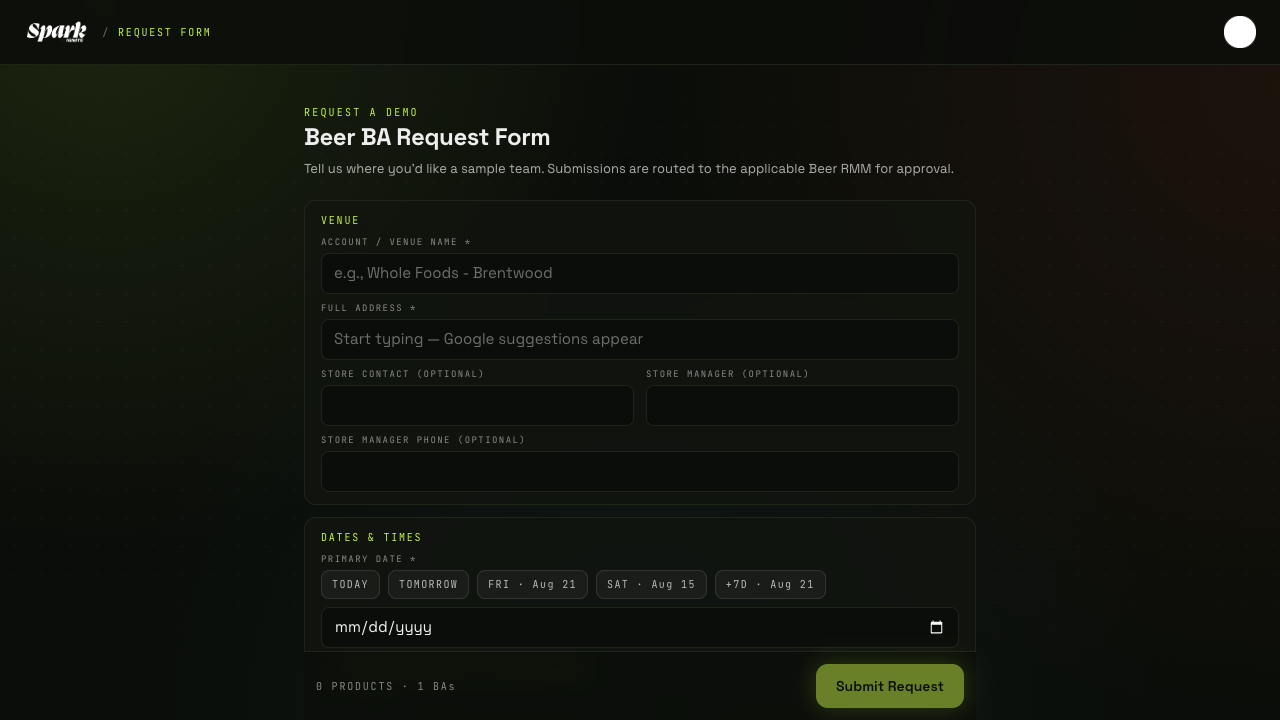 Spark
/ REQUEST FORM
REQUEST A DEMO
Beer BA Request Form
Tell us where you'd like a sample team. Submissions are routed to the applicable Beer RMM for approval.
VENUE
ACCOUNT / VENUE NAME *
e.g., Whole Foods - Brentwood
FULL ADDRESS *
Start typing — Google suggestions appear
STORE CONTACT (OPTIONAL) STORE MANAGER (OPTIONAL)
STORE MANAGER PHONE (OPTIONAL)
DATES & TIMES
PRIMARY DATE *
TODAY TOMORROW FRI · Aug 21 SAT · Aug 15 +7D · Aug 21
mm/dd/yyyy
0 PRODUCTS · 1 BAs Submit Request